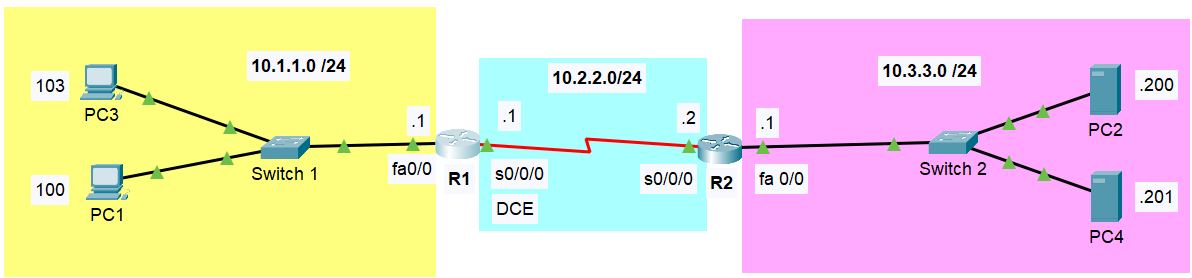 10.1.1.0 /24
103
PC3
100
PC1
Switch 1
.1
fa0/0
R1
10.2.2.0/24
.1
s0/0/0
DCE
.2
s0/0/0
R2
10.3.3.0 /24
.1
fa 0/0
Switch 2
.200
PC2
.201
PC4